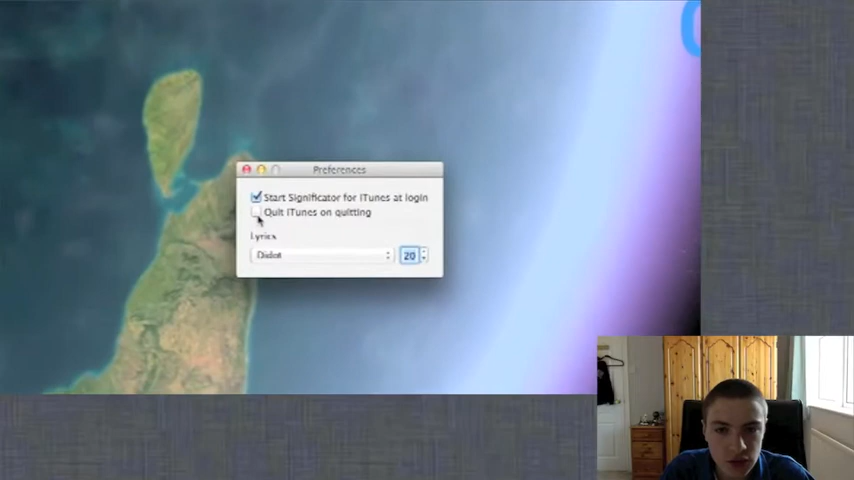 Preferences
Start Significator for iTunes at login
Quit iTunes on quitting
Lyrics
Didot
20